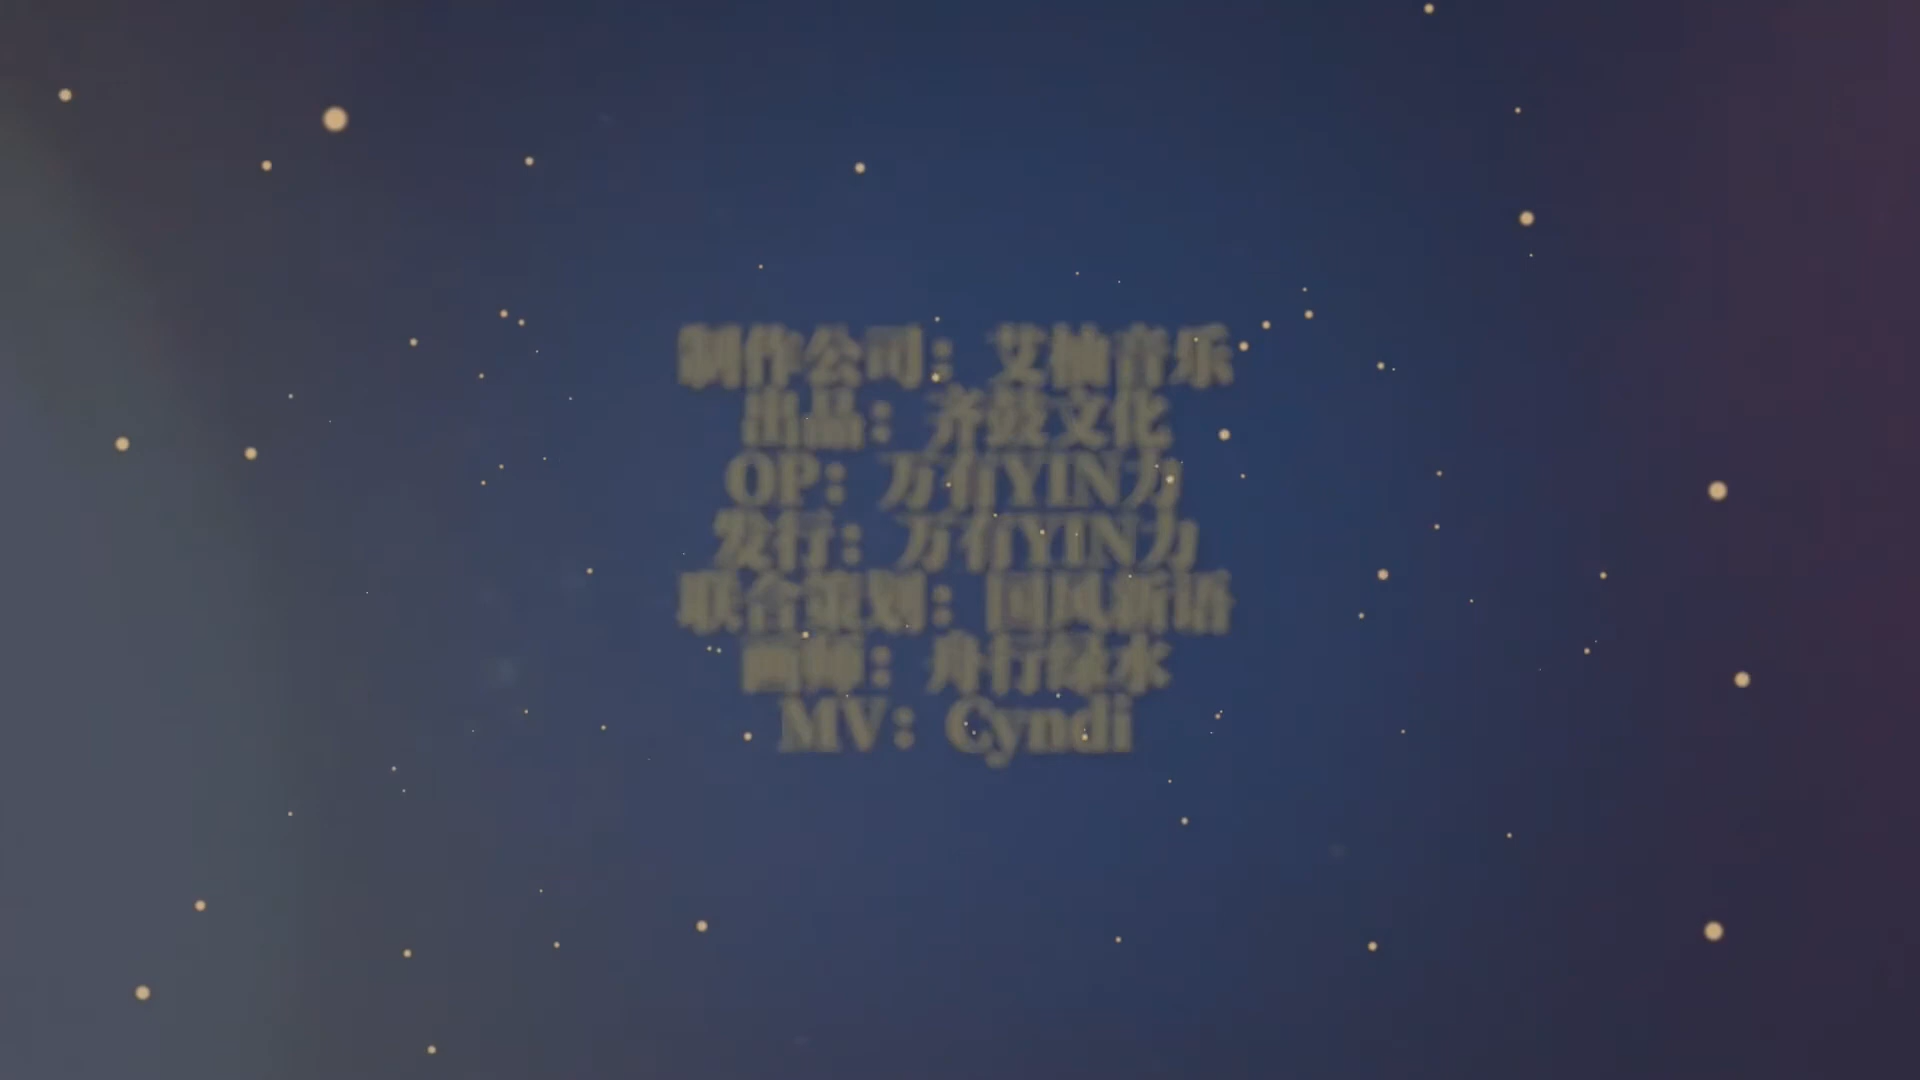 制作公司：艾柚音乐
出品：齐鼓文化
OP：万有YIN力
发行：万有YIN力
联合策划：国风新语
画师：舟行绿水
MV：Cyndi